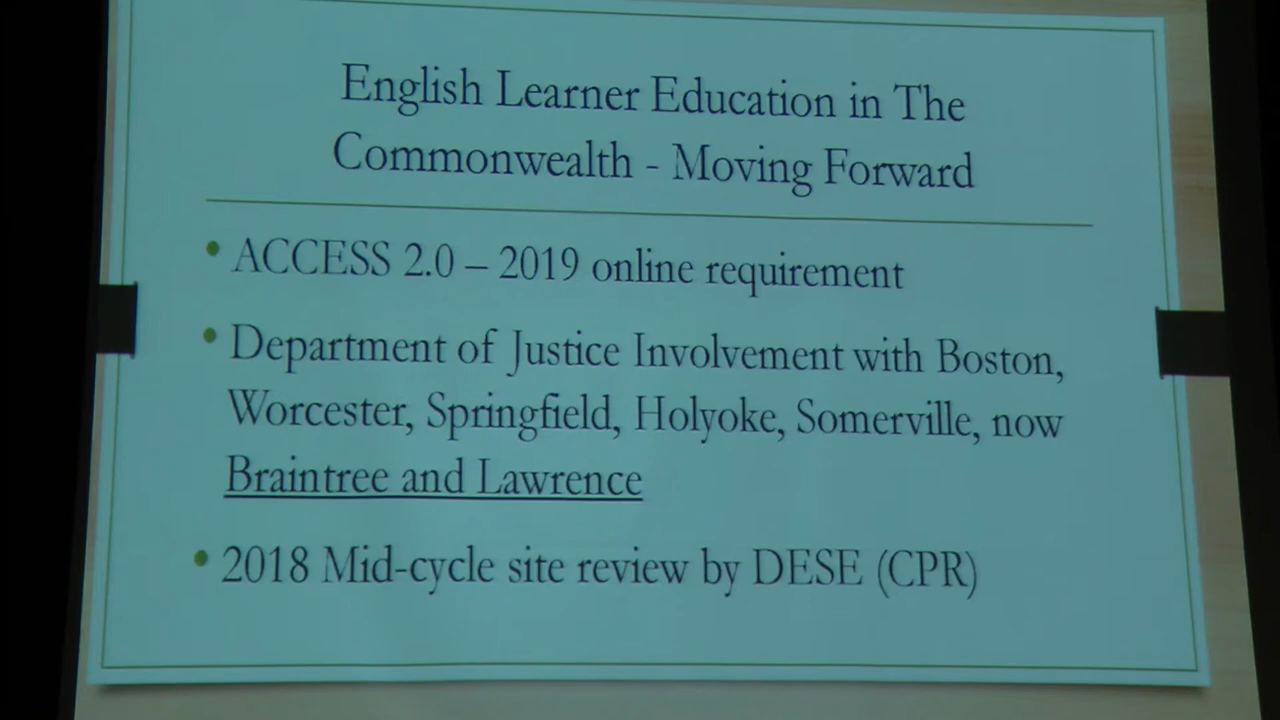 English Learner Education in The
Commonwealth - Moving Forward
• ACCESS 2.0 – 2019 online requirement
• Department of Justice Involvement with Boston,
Worcester, Springfield, Holyoke, Somerville, now
Braintree and Lawrence
• 2018 Mid-cycle site review by DESE (CPR)